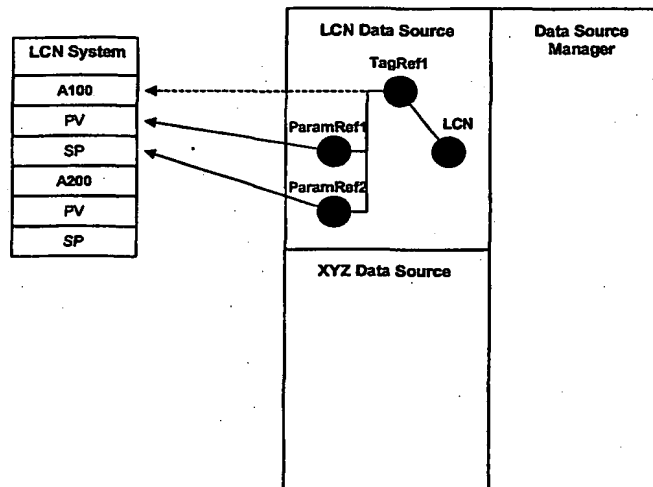 LCN System
A100
PV
SP
A200
PV
SP
LCN Data Source
TagRef1
LCN
ParamRef1
ParamRef2
XYZ Data Source
Data Source
Manager